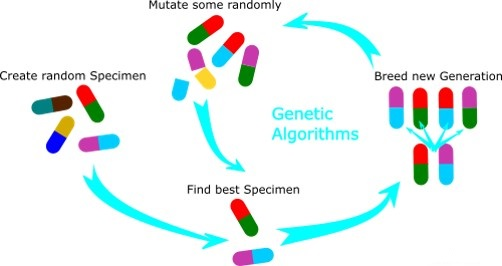 Mutate some randomly
Create random Specimen
Breed new Generation
Genetic
Algorithms
Find best Specimen